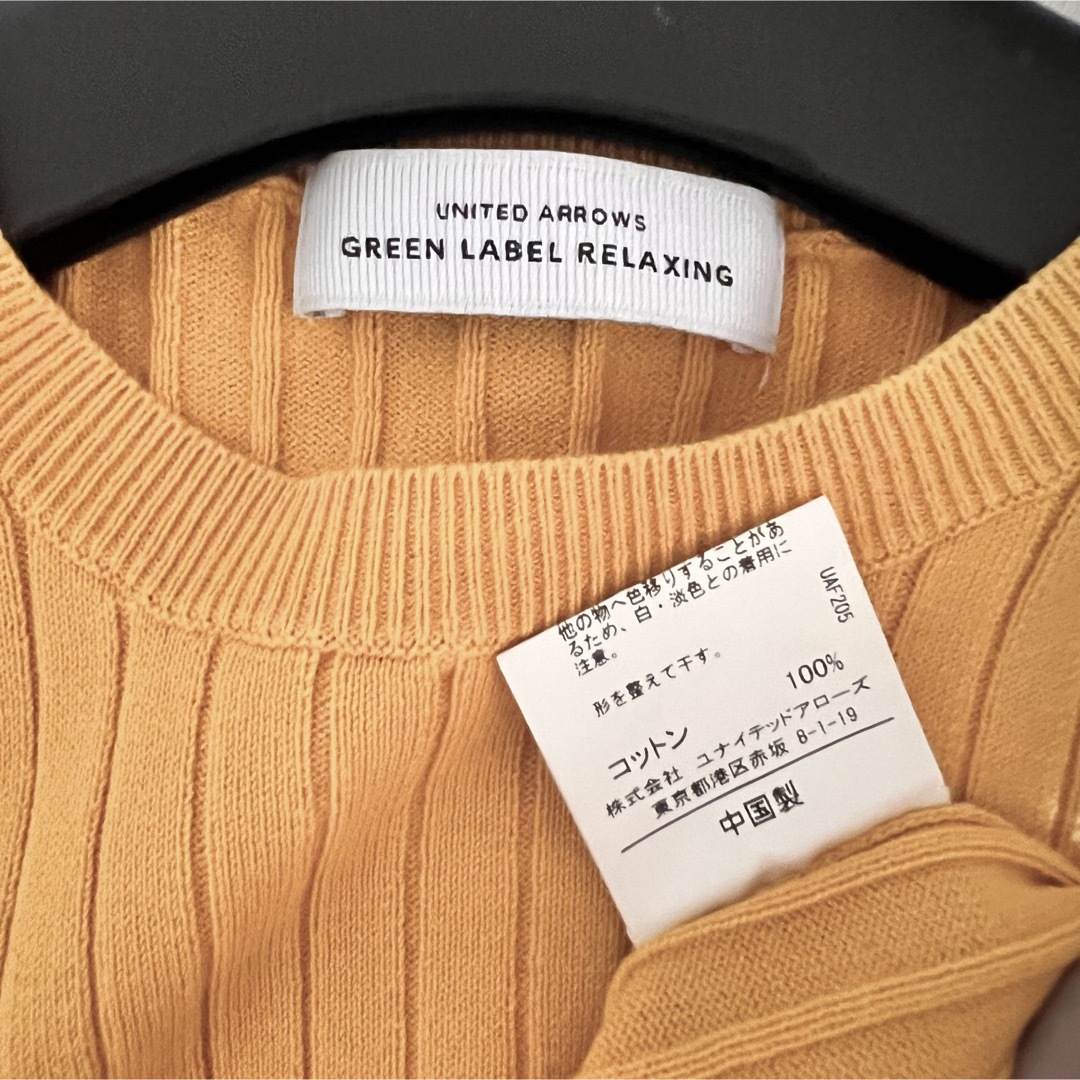 UNITED ARROWS
GREEN LABEL RELAXING
他の物へ色移りすることがあ
るため、白・淡色との着用に
注意。
形を整えて干す。
UAF205
コットン 100%
株式会社 ユナイテッドアローズ
東京都港区赤坂 8-1-19
中国製